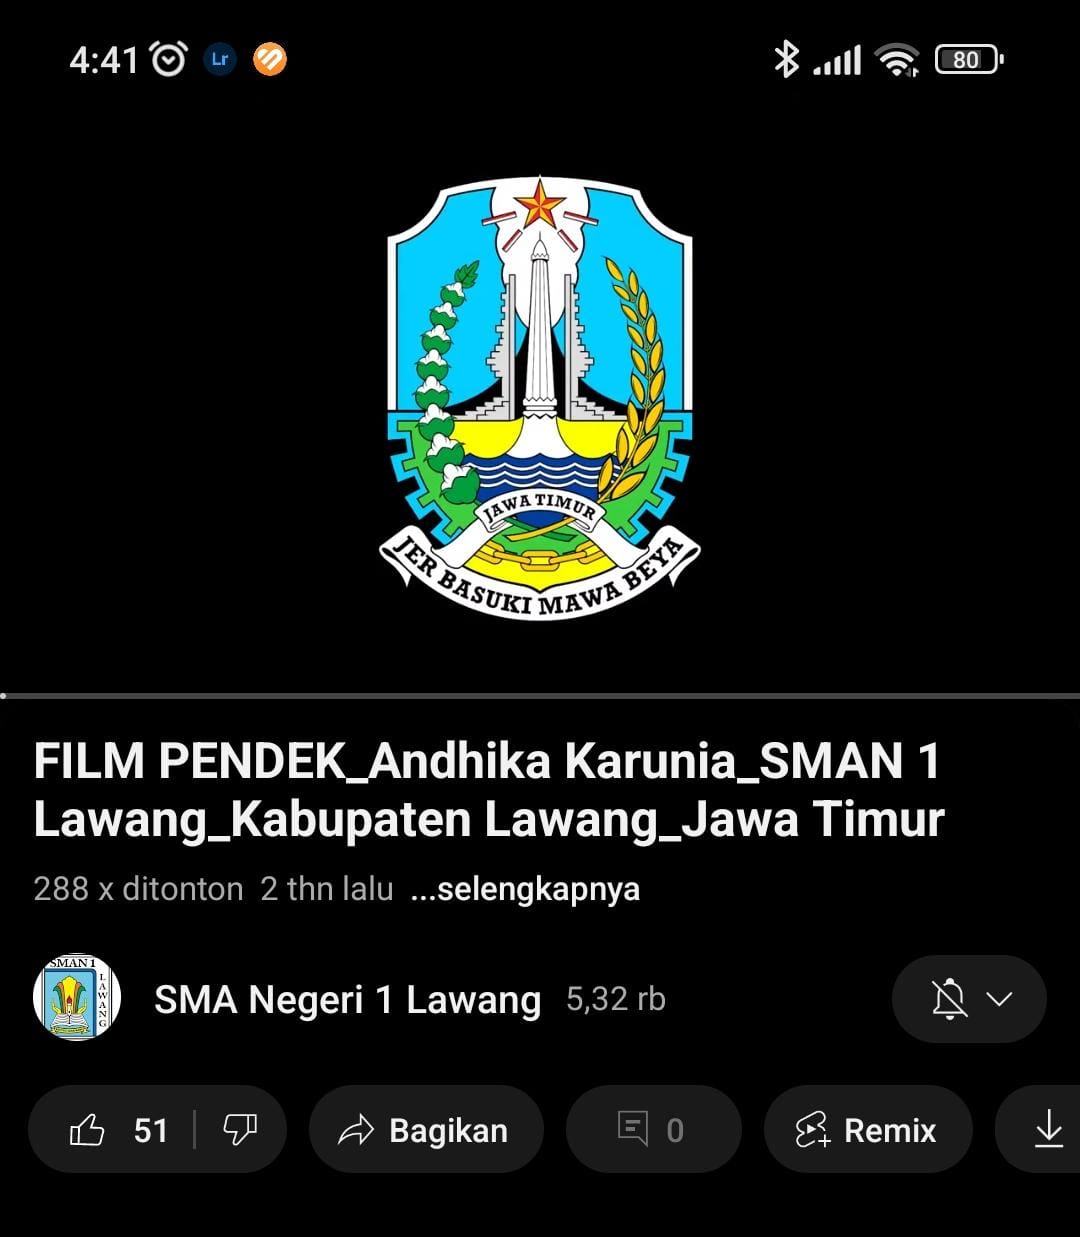 4:41
Lr
80
JAWA TIMUR
JER BASUKI MAWA BEYA
FILM PENDEK_Andhika Karunia_SMAN 1
Lawang_Kabupaten Lawang_Jawa Timur
288 x ditonton 2 thn lalu ...selengkapnya
SMAN 1
LAWANG
SMA Negeri 1 Lawang 5,32 rb
51
Bagikan
0
Remix